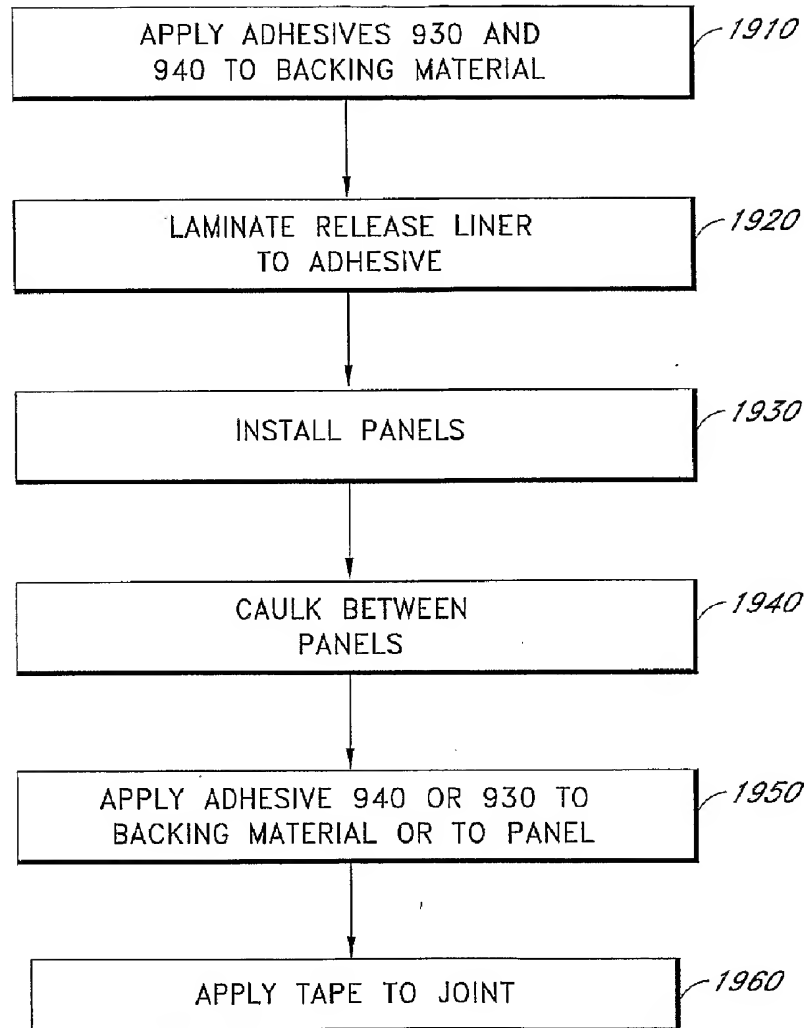 APPLY ADHESIVES 930 AND
940 TO BACKING MATERIAL
1910
LAMINATE RELEASE LINER
TO ADHESIVE
1920
INSTALL PANELS
1930
CAULK BETWEEN
PANELS
1940
APPLY ADHESIVE 940 OR 930 TO
BACKING MATERIAL OR TO PANEL
1950
APPLY TAPE TO JOINT
1960